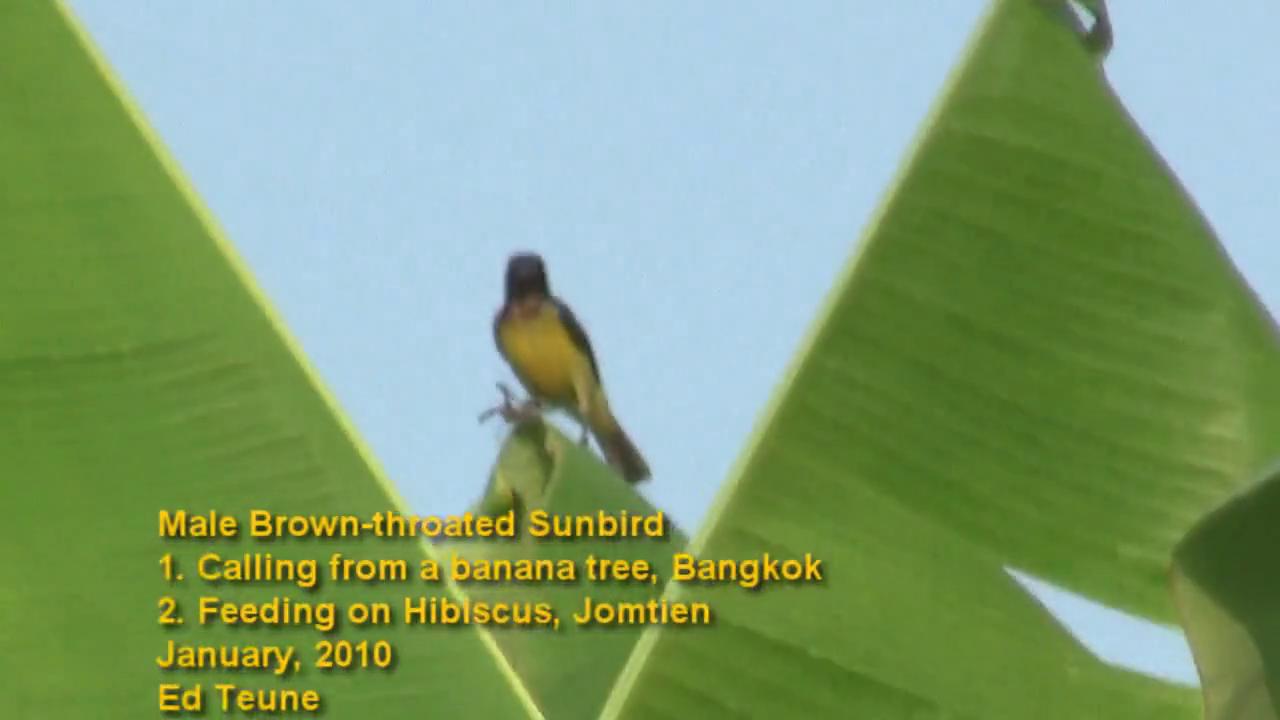 Male Brown-throated Sunbird
1. Calling from a banana tree, Bangkok
2. Feeding on Hibiscus, Jomtien
January, 2010
Ed Teune